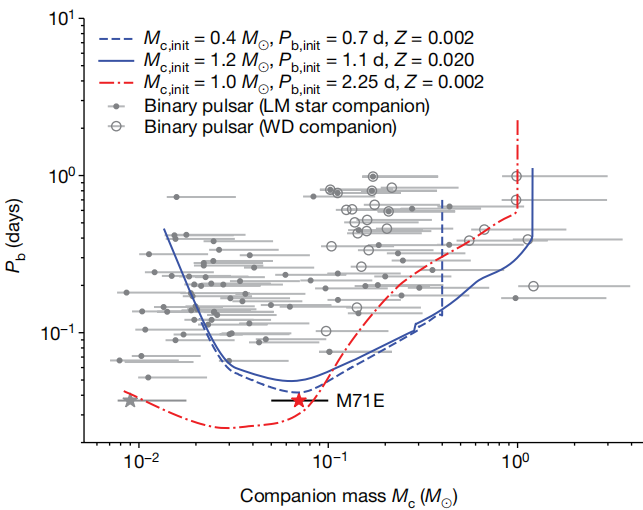 10¹
M_c,init = 0.4 M_⊙, P_b,init = 0.7 d, Z = 0.002
M_c,init = 1.2 M_⊙, P_b,init = 1.1 d, Z = 0.020
M_c,init = 1.0 M_⊙, P_b,init = 2.25 d, Z = 0.002
Binary pulsar (LM star companion)
Binary pulsar (WD companion)
10⁰
P_b (days)
10⁻¹
M71E
10⁻²
10⁻¹
10⁰
Companion mass M_c (M_⊙)